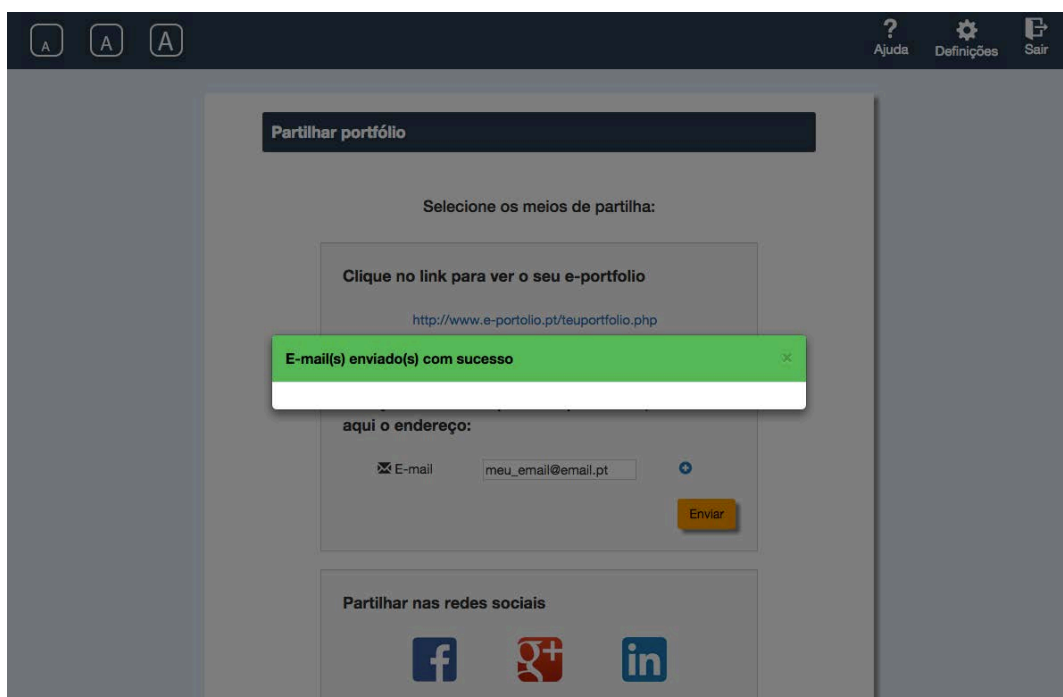 A A A
? Ajuda Definições Sair
Partilhar portfólio
Selecione os meios de partilha:
Clique no link para ver o seu e-portfolio
http://www.e-portolio.pt/teuportfolio.php
E-mail(s) enviado(s) com sucesso ×
aqui o endereço:
E-mail meu_email@email.pt
Enviar
Partilhar nas redes sociais
f g+ in